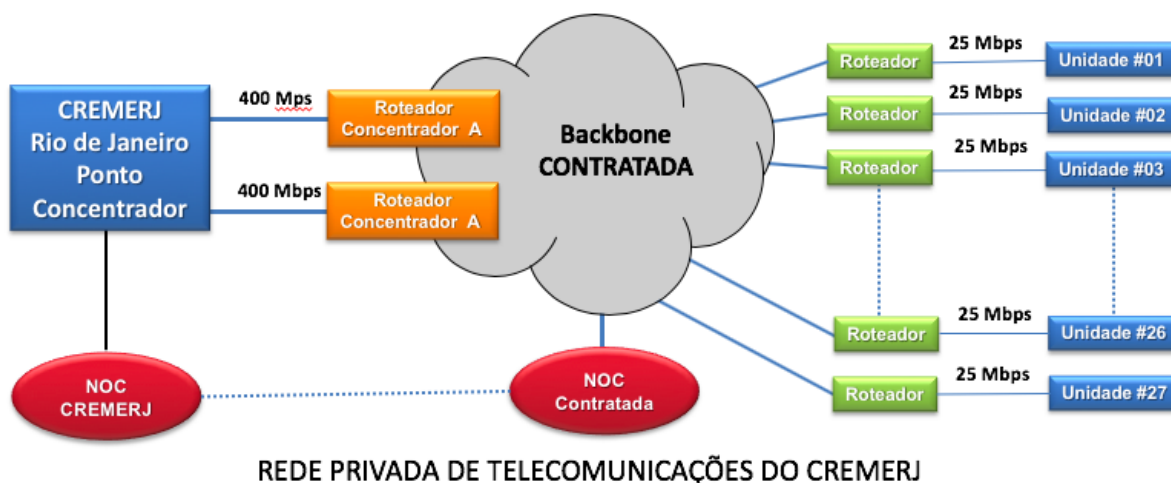 CREMERJ
Rio de Janeiro
Ponto
Concentrador
400 Mps
400 Mbps
Roteador
Concentrador A
Roteador
Concentrador A
Backbone
CONTRATADA
Roteador
25 Mbps
Unidade #01
Roteador
25 Mbps
Unidade #02
Roteador
25 Mbps
Unidade #03
Roteador
25 Mbps
Unidade #26
Roteador
25 Mbps
Unidade #27
NOC
CREMERJ
NOC
Contratada
REDE PRIVADA DE TELECOMUNICAÇÕES DO CREMERJ